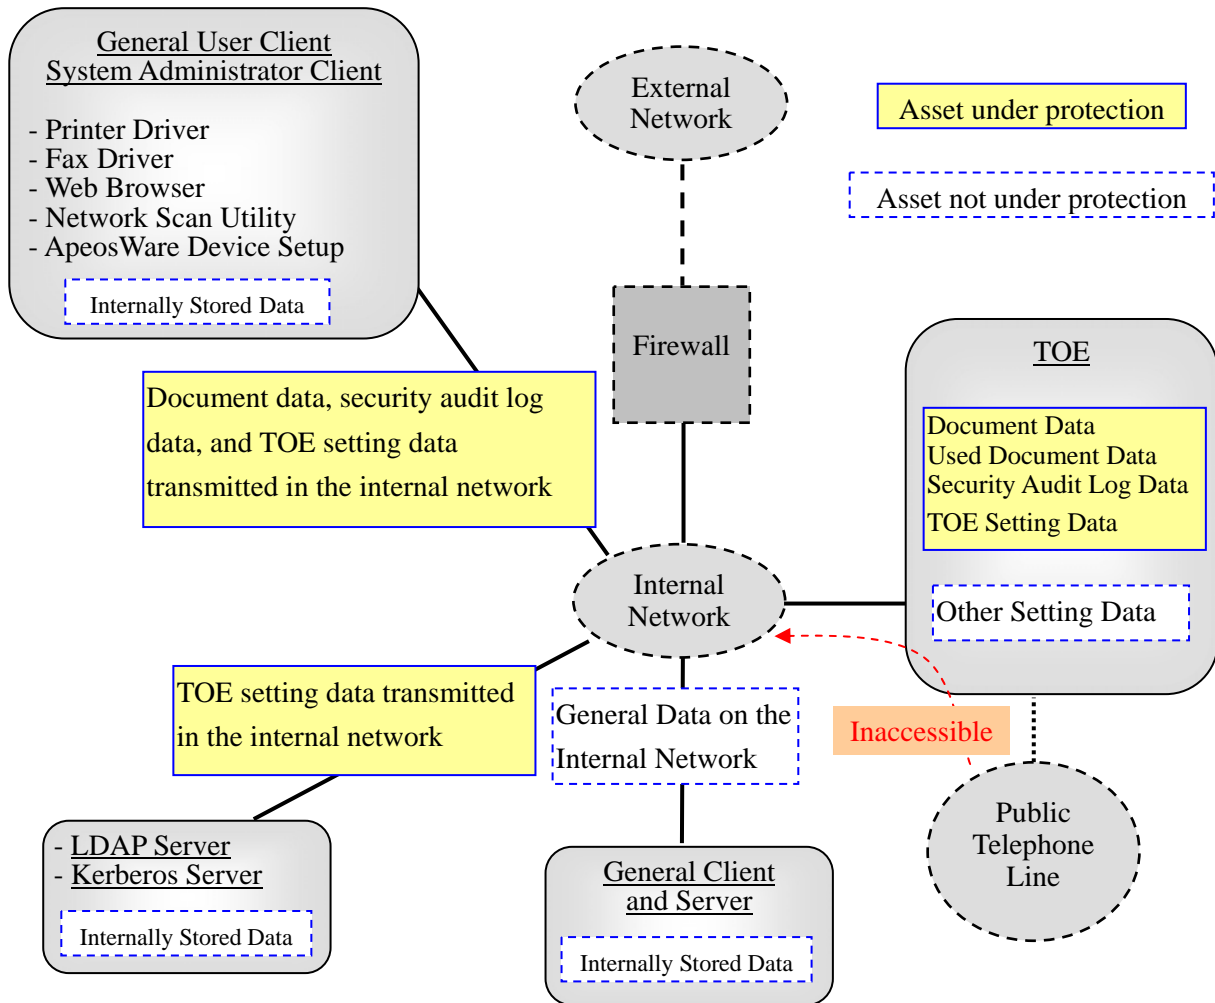 General User Client
System Administrator Client
- Printer Driver
- Fax Driver
- Web Browser
- Network Scan Utility
- ApeosWare Device Setup
Internally Stored Data
External
Network
Asset under protection
Asset not under protection
Firewall
TOE
Document Data
Used Document Data
Security Audit Log Data
TOE Setting Data
Other Setting Data
Document data, security audit log
data, and TOE setting data
transmitted in the internal network
Internal
Network
TOE setting data transmitted
in the internal network
General Data on the
Internal Network
Inaccessible
Public
Telephone
Line
- LDAP Server
- Kerberos Server
Internally Stored Data
General Client
and Server
Internally Stored Data